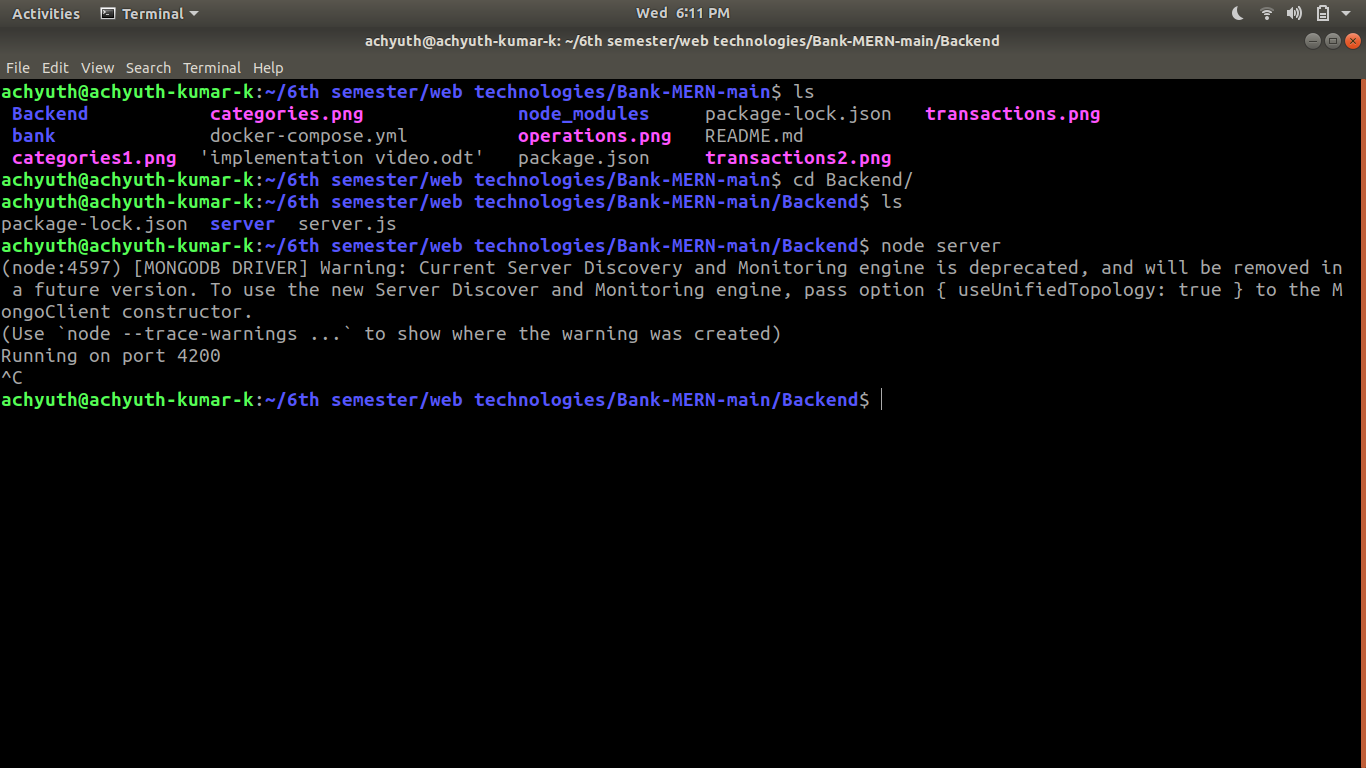 Activities Terminal Wed 6:11 PM
achyuth@achyuth-kumar-k: ~/6th semester/web technologies/Bank-MERN-main/Backend
File Edit View Search Terminal Help
achyuth@achyuth-kumar-k:~/6th semester/web technologies/Bank-MERN-main$ ls
Backend categories.png node_modules package-lock.json transactions.png
bank docker-compose.yml operations.png README.md
categories1.png 'implementation video.odt' package.json transactions2.png
achyuth@achyuth-kumar-k:~/6th semester/web technologies/Bank-MERN-main$ cd Backend/
achyuth@achyuth-kumar-k:~/6th semester/web technologies/Bank-MERN-main/Backend$ ls
package-lock.json server server.js
achyuth@achyuth-kumar-k:~/6th semester/web technologies/Bank-MERN-main/Backend$ node server
(node:4597) [MONGODB DRIVER] Warning: Current Server Discovery and Monitoring engine is deprecated, and will be removed in
a future version. To use the new Server Discover and Monitoring engine, pass option { useUnifiedTopology: true } to the M
ongoClient constructor.
(Use `node --trace-warnings ...` to show where the warning was created)
Running on port 4200
^C
achyuth@achyuth-kumar-k:~/6th semester/web technologies/Bank-MERN-main/Backend$